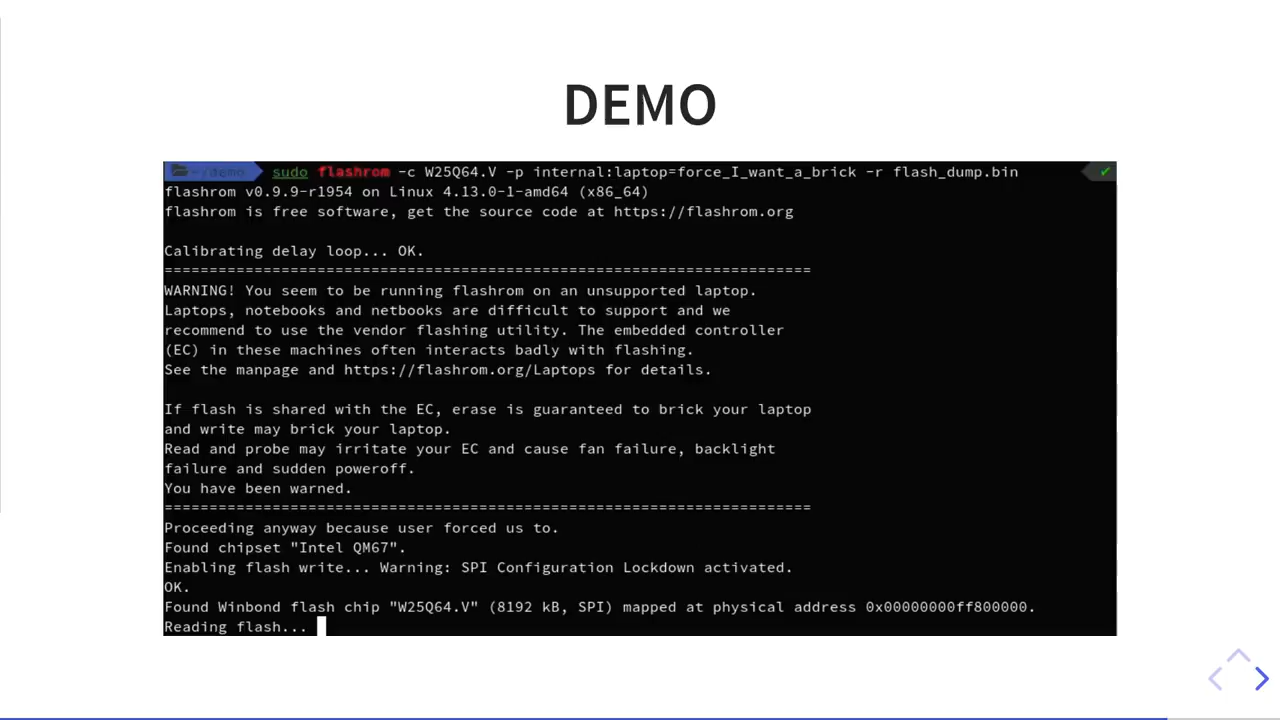 DEMO
~/demo sudo flashrom -c W25Q64.V -p internal:laptop=force_I_want_a_brick -r flash_dump.bin ✔
flashrom v0.9.9-r1954 on Linux 4.13.0-1-amd64 (x86_64)
flashrom is free software, get the source code at https://flashrom.org
Calibrating delay loop... OK.
========================================================================
WARNING! You seem to be running flashrom on an unsupported laptop.
Laptops, notebooks and netbooks are difficult to support and we
recommend to use the vendor flashing utility. The embedded controller
(EC) in these machines often interacts badly with flashing.
See the manpage and https://flashrom.org/Laptops for details.
If flash is shared with the EC, erase is guaranteed to brick your laptop
and write may brick your laptop.
Read and probe may irritate your EC and cause fan failure, backlight
failure and sudden poweroff.
You have been warned.
========================================================================
Proceeding anyway because user forced us to.
Found chipset "Intel QM67".
Enabling flash write... Warning: SPI Configuration Lockdown activated.
OK.
Found Winbond flash chip "W25Q64.V" (8192 kB, SPI) mapped at physical address 0x00000000ff800000.
Reading flash...